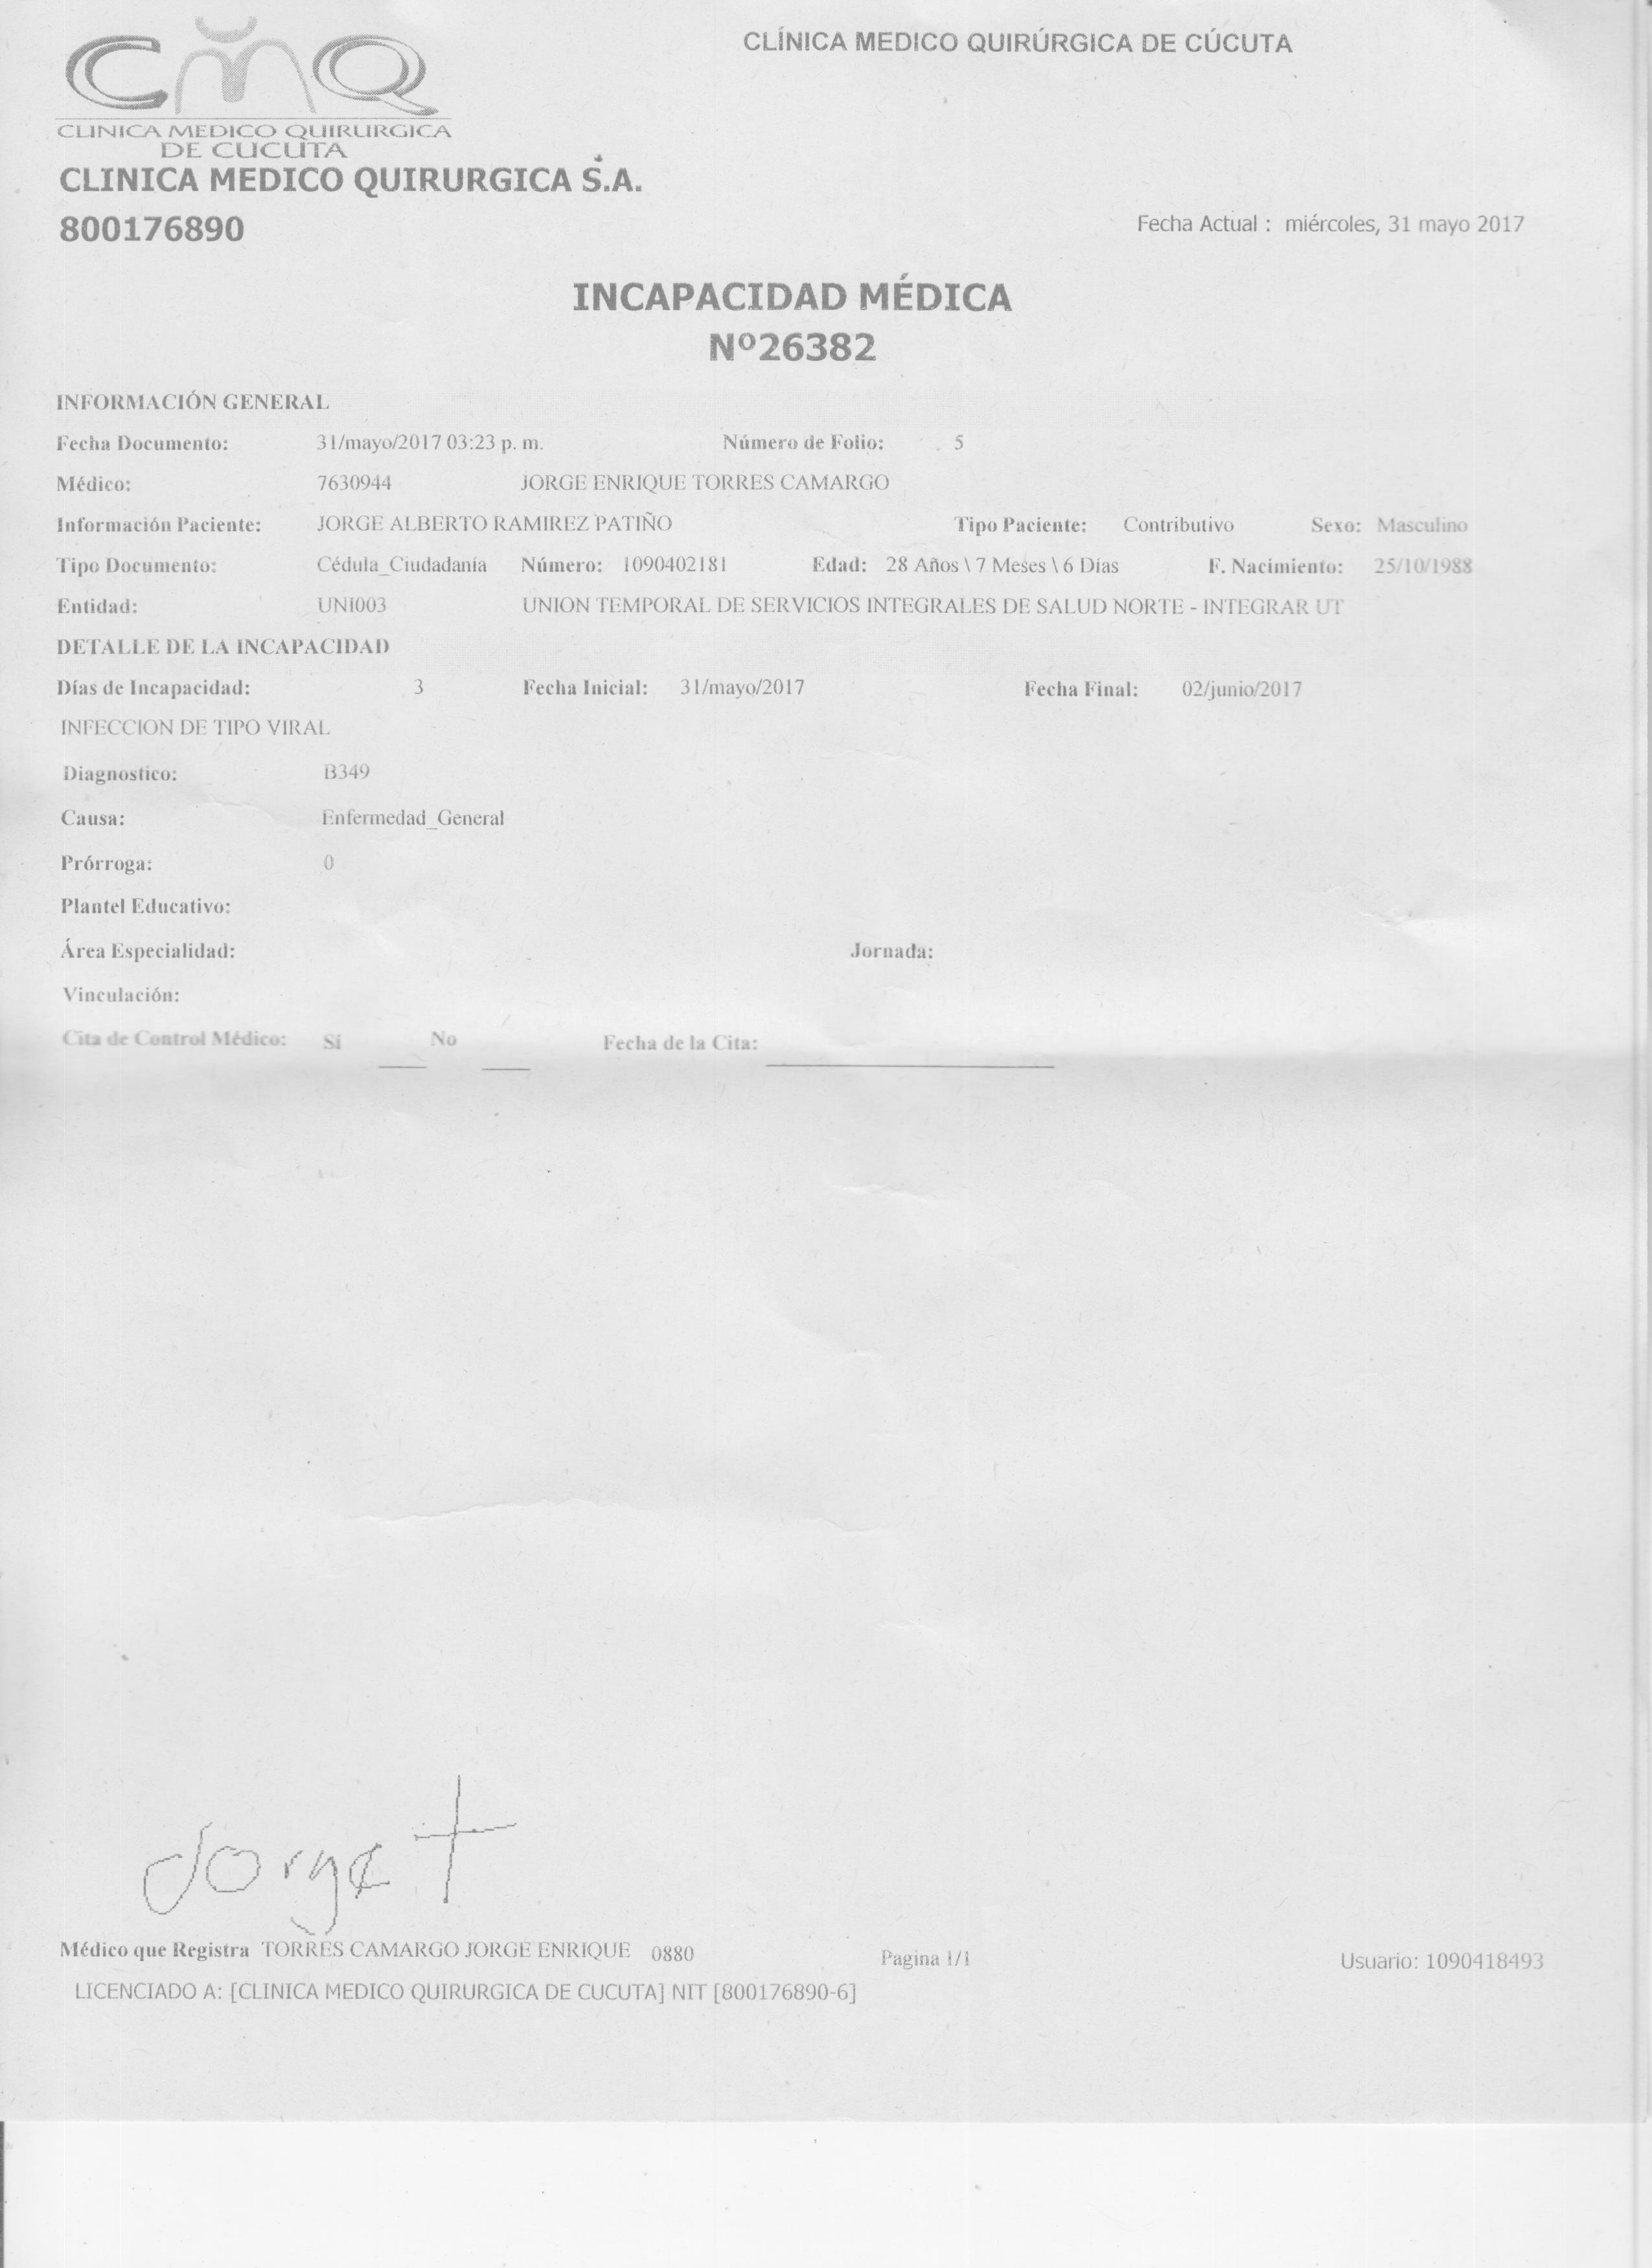 CLÍNICA MEDICO QUIRÚRGICA DE CÚCUTA
CMQ
CLINICA MEDICO QUIRURGICA
DE CUCUTA
CLINICA MEDICO QUIRURGICA S.A.
800176890
Fecha Actual : miércoles, 31 mayo 2017
INCAPACIDAD MÉDICA
Nº26382
INFORMACIÓN GENERAL
Fecha Documento: 31/mayo/2017 03:23 p. m. Número de Folio: 5
Médico: 7630944 JORGE ENRIQUE TORRES CAMARGO
Información Paciente: JORGE ALBERTO RAMIREZ PATIÑO Tipo Paciente: Contributivo Sexo: Masculino
Tipo Documento: Cédula_Ciudadanía Número: 1090402181 Edad: 28 Años \ 7 Meses \ 6 Días F. Nacimiento: 25/10/1988
Entidad: UNI003 UNION TEMPORAL DE SERVICIOS INTEGRALES DE SALUD NORTE - INTEGRAR UT
DETALLE DE LA INCAPACIDAD
Días de Incapacidad: 3 Fecha Inicial: 31/mayo/2017 Fecha Final: 02/junio/2017
INFECCION DE TIPO VIRAL
Diagnostico: B349
Causa: Enfermedad_General
Prórroga: 0
Plantel Educativo:
Área Especialidad: Jornada:
Vinculación:
Cita de Control Médico: Sí ___ No ___ Fecha de la Cita: ___
Jorge T
Médico que Registra TORRES CAMARGO JORGE ENRIQUE 0880 Pagina 1/1 Usuario: 1090418493
LICENCIADO A: [CLINICA MEDICO QUIRURGICA DE CUCUTA] NIT [800176890-6]